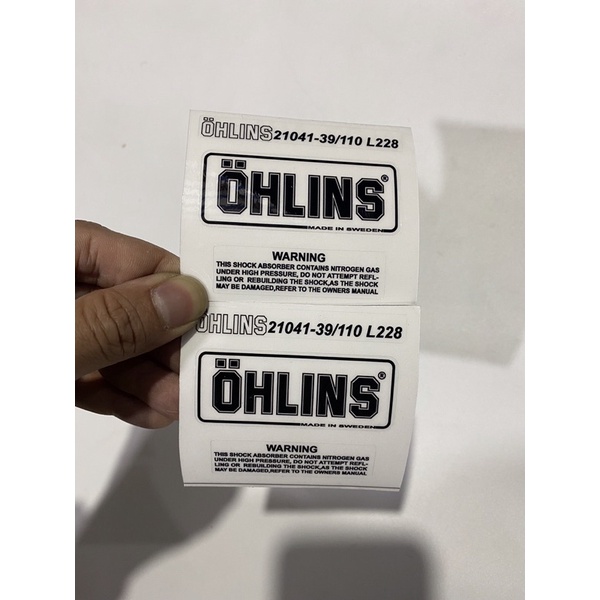 ÖHLINS 21041-39/110 L228
ÖHLINS®
MADE IN SWEDEN
WARNING
THIS SHOCK ABSORBER CONTAINS NITROGEN GAS
UNDER HIGH PRESSURE, DO NOT ATTEMPT REFL-
LING OR REBUILDING THE SHOCK,AS THE SHOCK
MAY BE DAMAGED,REFER TO THE OWNERS MANUAL
ÖHLINS 21041-39/110 L228
ÖHLINS®
MADE IN SWEDEN
WARNING
THIS SHOCK ABSORBER CONTAINS NITROGEN GAS
UNDER HIGH PRESSURE, DO NOT ATTEMPT REFL-
LING OR REBUILDING THE SHOCK,AS THE SHOCK
MAY BE DAMAGED,REFER TO THE OWNERS MANUAL